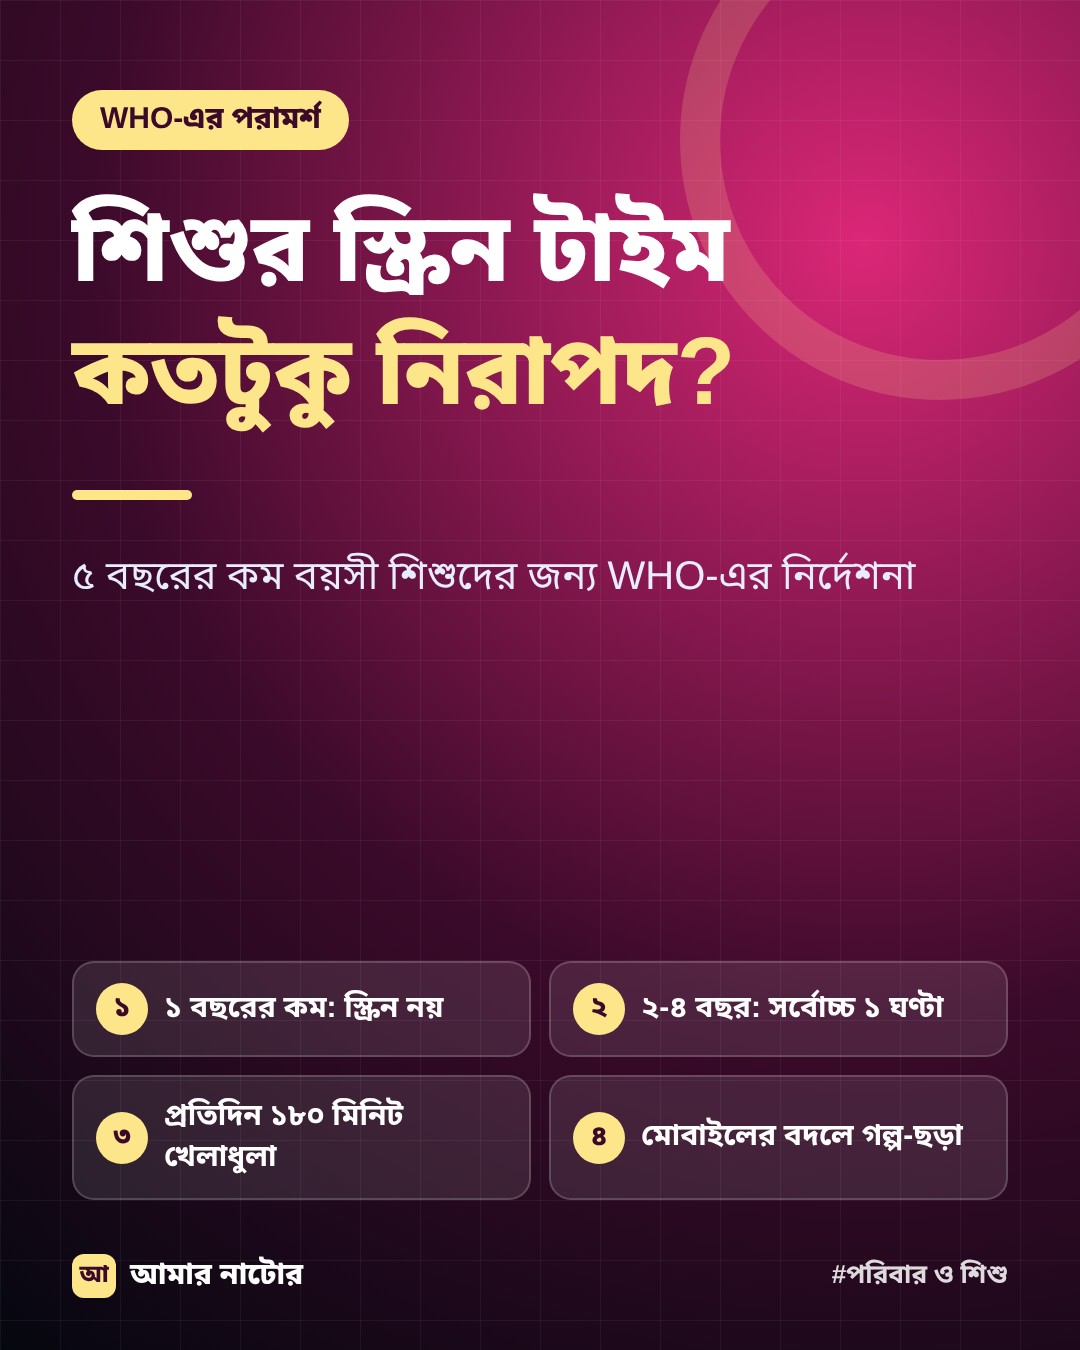 WHO-এর পরামর্শ
শিশুর স্ক্রিন টাইম
কতটুকু নিরাপদ?
৫ বছরের কম বয়সী শিশুদের জন্য WHO-এর নির্দেশনা
১ ১ বছরের কম: স্ক্রিন নয়
২ ২-৪ বছর: সর্বোচ্চ ১ ঘণ্টা
৩ প্রতিদিন ১৮০ মিনিট
খেলাধুলা
৪ মোবাইলের বদলে গল্প-ছড়া
আ আমার নাটোর
#পরিবার ও শিশু